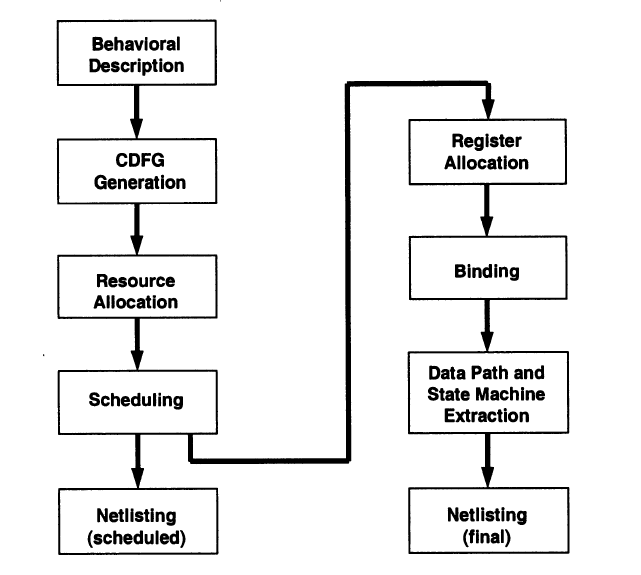 Behavioral
Description
CDFG
Generation
Resource
Allocation
Scheduling
Netlisting
(scheduled)
Register
Allocation
Binding
Data Path and
State Machine
Extraction
Netlisting
(final)